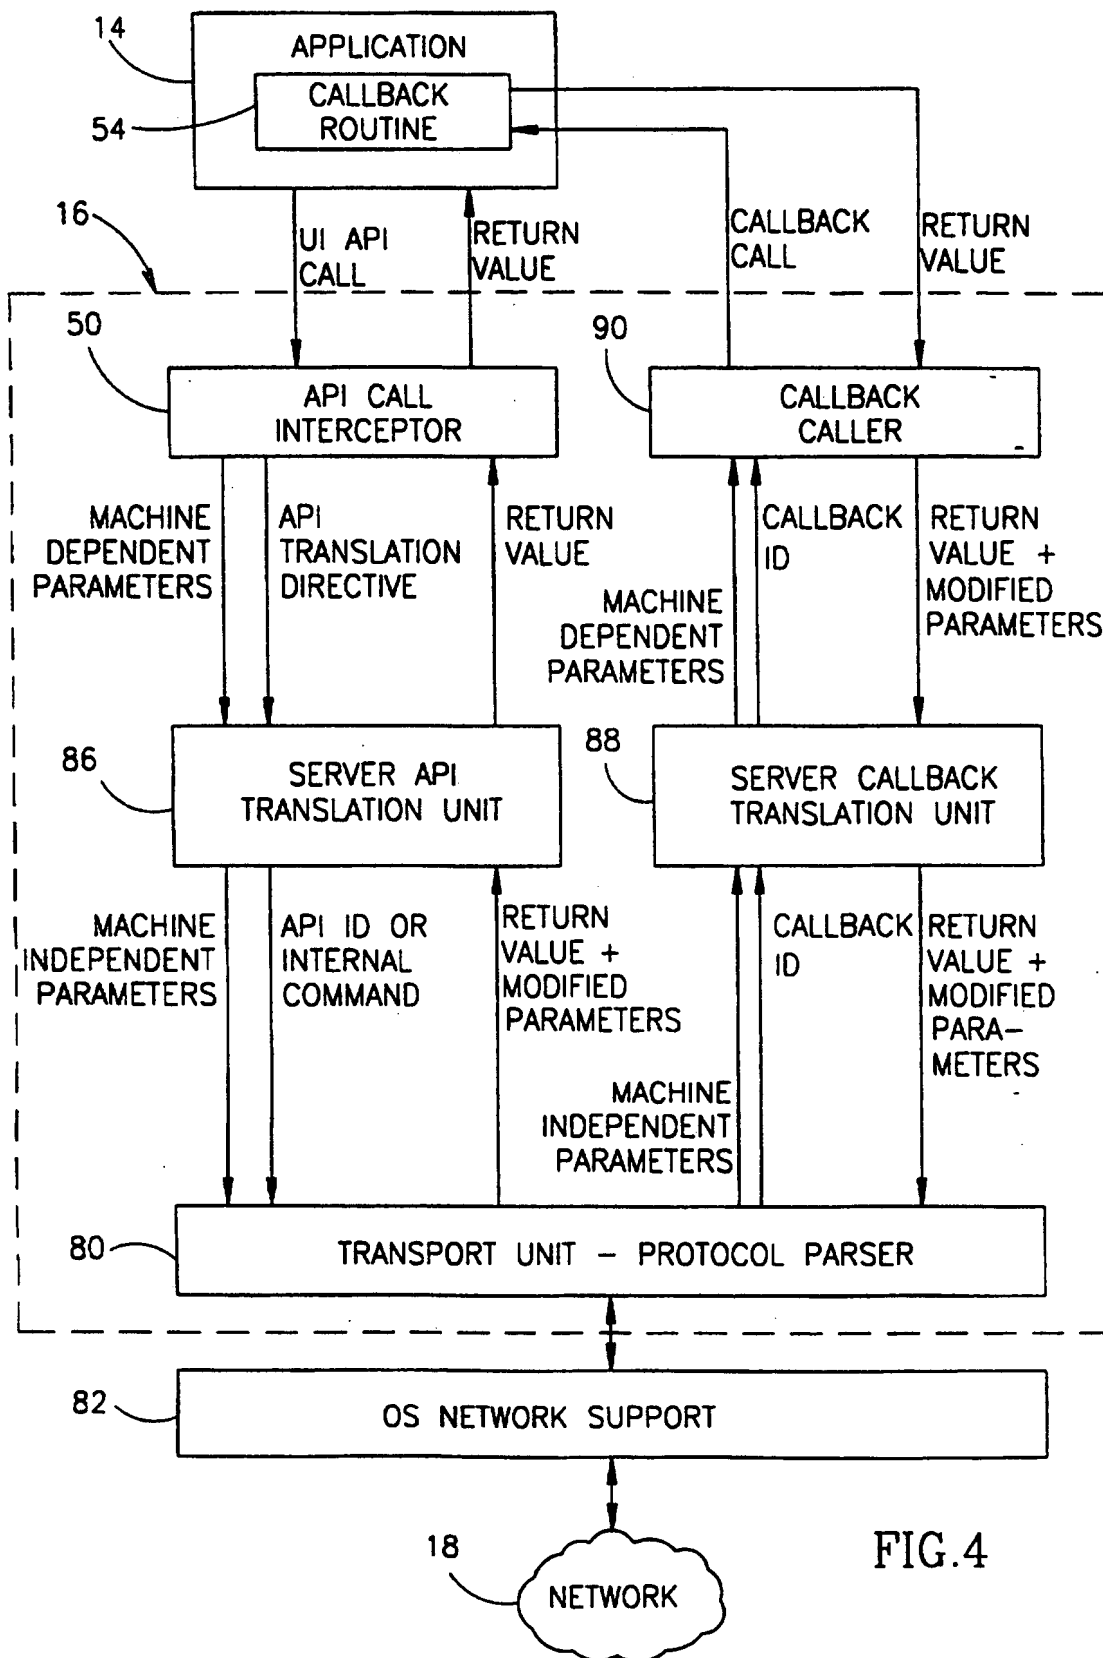 14
APPLICATION
CALLBACK
ROUTINE
54
16
UI API
CALL
RETURN
VALUE
CALLBACK
CALL
RETURN
VALUE
50
API CALL
INTERCEPTOR
90
CALLBACK
CALLER
MACHINE
DEPENDENT
PARAMETERS
API
TRANSLATION
DIRECTIVE
RETURN
VALUE
MACHINE
DEPENDENT
PARAMETERS
CALLBACK
ID
RETURN
VALUE +
MODIFIED
PARAMETERS
86
SERVER API
TRANSLATION UNIT
88
SERVER CALLBACK
TRANSLATION UNIT
MACHINE
INDEPENDENT
PARAMETERS
API ID OR
INTERNAL
COMMAND
RETURN
VALUE +
MODIFIED
PARAMETERS
MACHINE
INDEPENDENT
PARAMETERS
CALLBACK
ID
RETURN
VALUE +
MODIFIED
PARA-
METERS
80
TRANSPORT UNIT - PROTOCOL PARSER
82
OS NETWORK SUPPORT
18
NETWORK
FIG.4